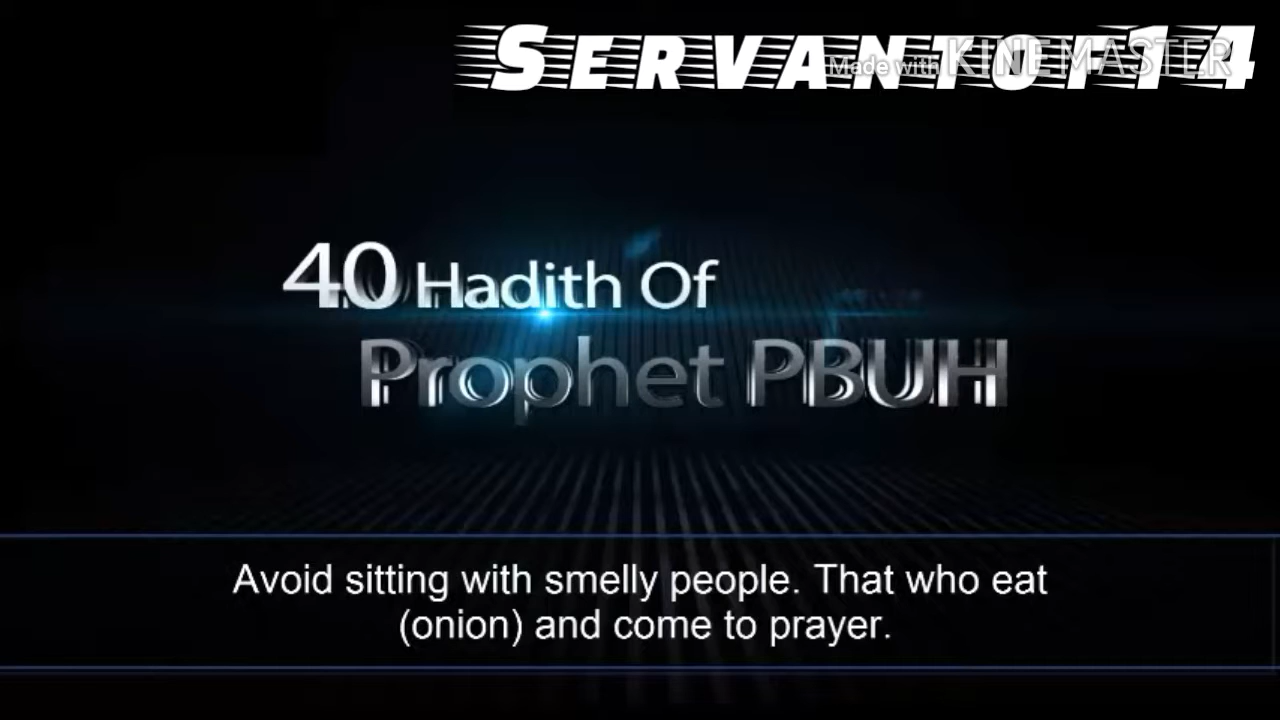 SERVANTOF14
Made with KINEMASTER
40 Hadith Of
Prophet PBUH
Avoid sitting with smelly people. That who eat
(onion) and come to prayer.